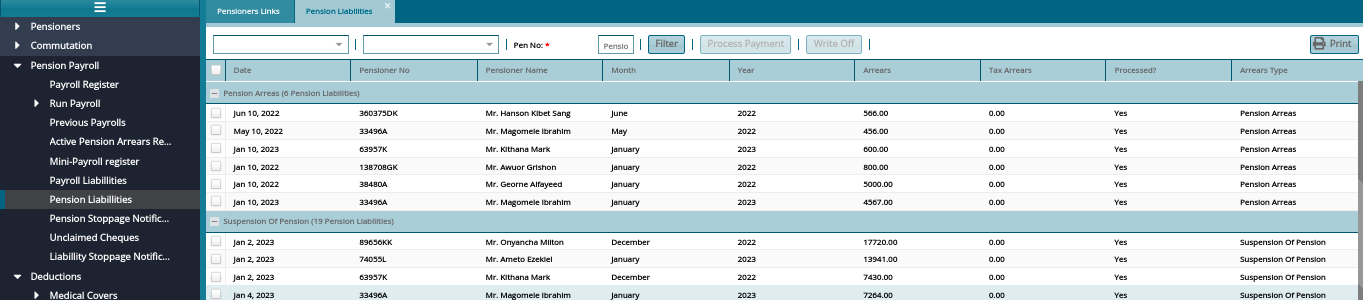 Pensioners
Commutation
Pension Payroll
Payroll Register
Run Payroll
Previous Payrolls
Active Pension Arrears Re...
Mini-Payroll register
Payroll Liabillities
Pension Liabillities
Pension Stoppage Notific...
Unclaimed Cheques
Liability Stoppage Notific...
Deductions
Medical Covers
Pensioners Links Pension Liabilities
Pen No: * Pensio Filter Process Payment Write Off Print
Date Pensioner No Pensioner Name Month Year Arrears Tax Arrears Processed? Arrears Type
Pension Arreas (6 Pension Liabilities)
Jun 10, 2022 360375DK Mr. Hanson Kibet Sang June 2022 566.00 0.00 Yes Pension Arreas
May 10, 2022 33496A Mr. Magomele Ibrahim May 2022 456.00 0.00 Yes Pension Arreas
Jan 10, 2023 63957K Mr. Kithana Mark January 2023 600.00 0.00 Yes Pension Arreas
Jan 10, 2022 138708GK Mr. Awuor Grishon January 2022 800.00 0.00 Yes Pension Arreas
Jan 10, 2022 38480A Mr. George Alfayeed January 2022 5000.00 0.00 Yes Pension Arreas
Jan 10, 2023 33496A Mr. Magomele Ibrahim January 2023 4567.00 0.00 Yes Pension Arreas
Suspension Of Pension (19 Pension Liabilities)
Jan 2, 2023 89656KK Mr. Onyancha Milton December 2022 17720.00 0.00 Yes Suspension Of Pension
Jan 2, 2023 74055L Mr. Ameto Ezekiel January 2023 13941.00 0.00 Yes Suspension Of Pension
Jan 2, 2023 63957K Mr. Kithana Mark December 2022 7430.00 0.00 Yes Suspension Of Pension
Jan 4, 2023 33496A Mr. Magomele Ibrahim January 2023 7264.00 0.00 Yes Suspension Of Pension